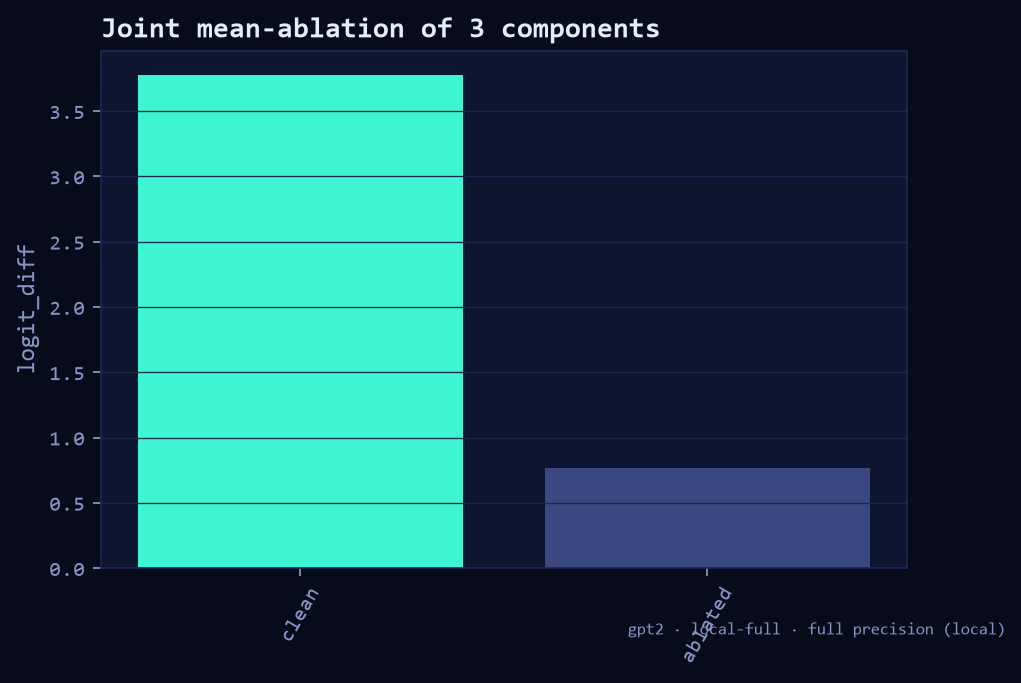 Joint mean-ablation of 3 components
logit_diff
3.5
3.0
2.5
2.0
1.5
1.0
0.5
0.0
clean
ablated
gpt2 · local-full · full precision (local)